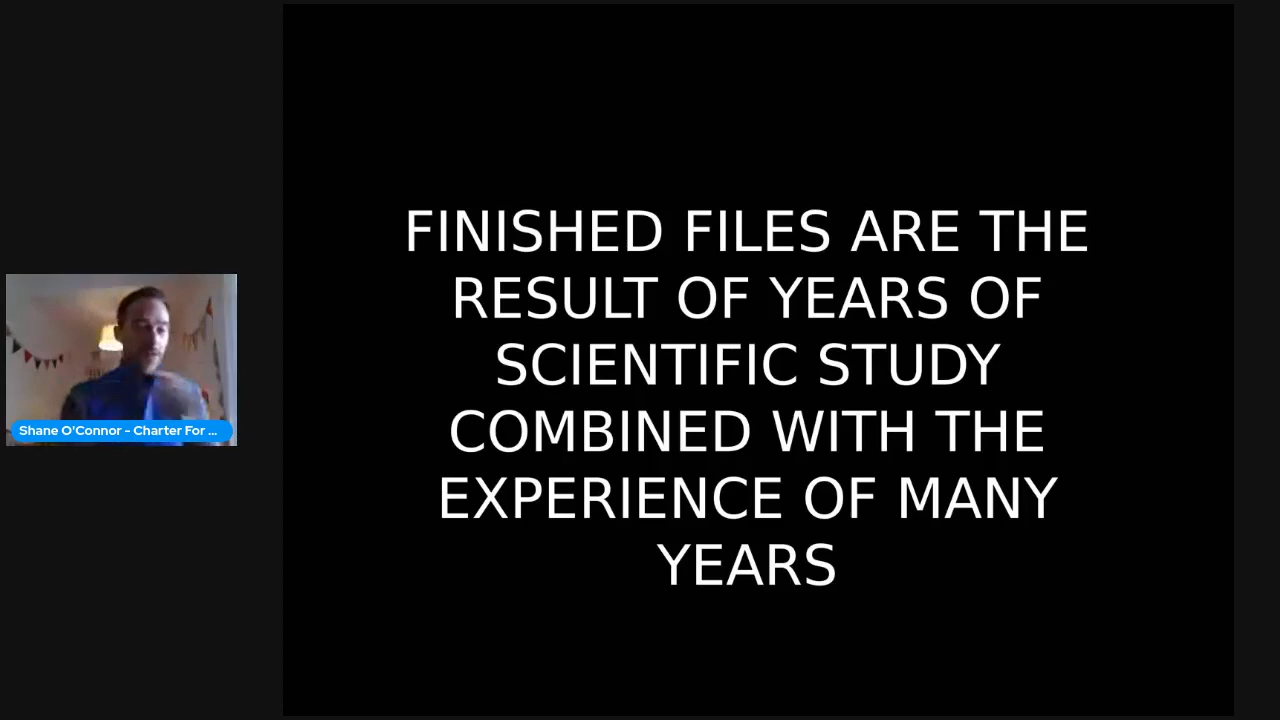 FINISHED FILES ARE THE
RESULT OF YEARS OF
SCIENTIFIC STUDY
COMBINED WITH THE
EXPERIENCE OF MANY
YEARS
Shane O'Connor - Charter For ...